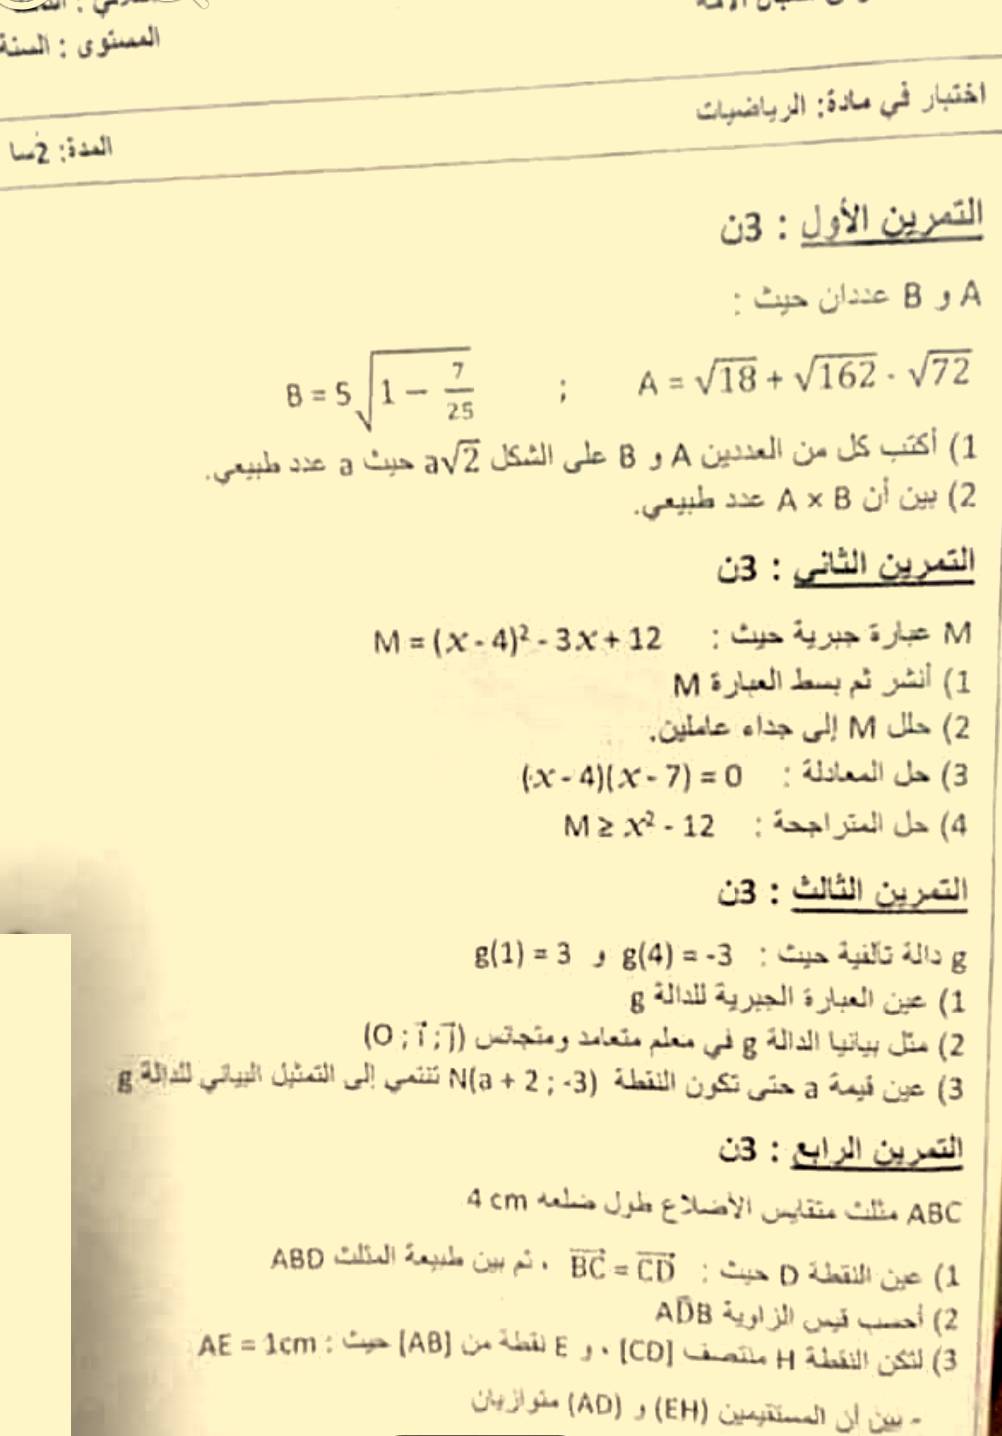 المستوى : السنة
اختبار في مادة: الرياضيات
المدة: 2سا
التمرين الأول : 3ن
A و B عددان حيث :
A = √18 + √162 - √72 ; B = 5√(1 − 7/25)
1) أكتب كل من العددين A و B على الشكل a√2 حيث a عدد طبيعي.
2) بين أن A × B عدد طبيعي.
التمرين الثاني : 3ن
M عبارة جبرية حيث : M = (x - 4)² - 3x + 12
1) أنشر ثم بسط العبارة M
2) حلل M إلى جداء عاملين.
3) حل المعادلة : (x - 4)(x - 7) = 0
4) حل المتراجحة : M ≥ x² - 12
التمرين الثالث : 3ن
g دالة تآلفية حيث : g(4) = -3 و g(1) = 3
1) عين العبارة الجبرية للدالة g
2) مثل بيانيا الدالة g في معلم متعامد ومتجانس (O ; i⃗ ; j⃗)
3) عين قيمة a حتى تكون النقطة N(a + 2 ; -3) تنتمي إلى التمثيل البياني للدالة g
التمرين الرابع : 3ن
ABC مثلث متقايس الأضلاع طول ضلعه 4 cm
1) عين النقطة D حيث : B⃗C⃗ = C⃗D⃗ ، ثم بين طبيعة المثلث ABD
2) أحسب قيس الزاوية AD̂B
3) لتكن النقطة H منتصف [CD] ، و E نقطة من [AB] حيث : AE = 1cm
- بين أن المستقيمين (EH) و (AD) متوازيان